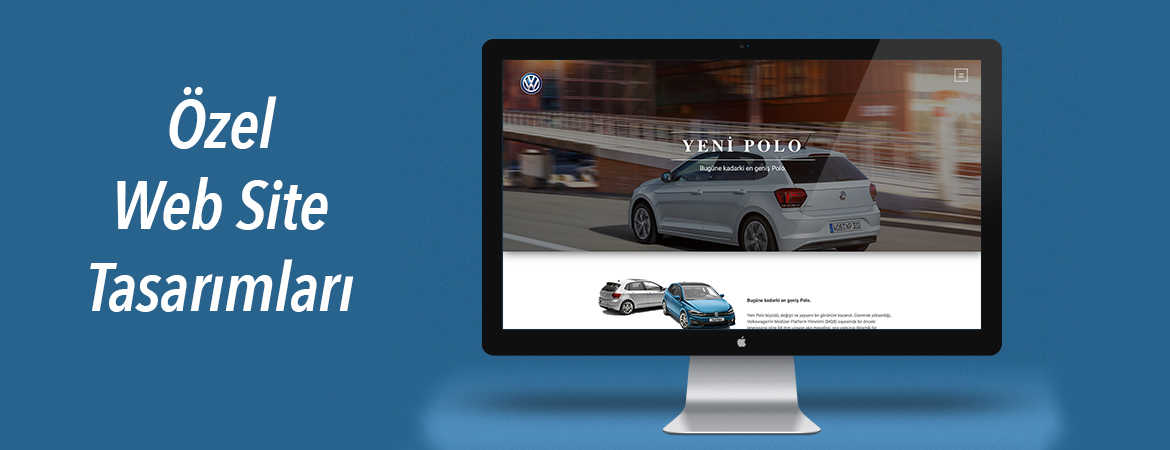 Özel
Web Site
Tasarımları
YENİ POLO
Bugüne kadarki en geniş Polo
Bugüne kadarki en geniş Polo.
Yeni Polo büyüdü, değişti ve yepyeni bir görünüm kazandı. Üzerinde yükseldiği,
Volkswagen'in Modüler Platform Yönetimi (MQB) sayesinde bir önceki